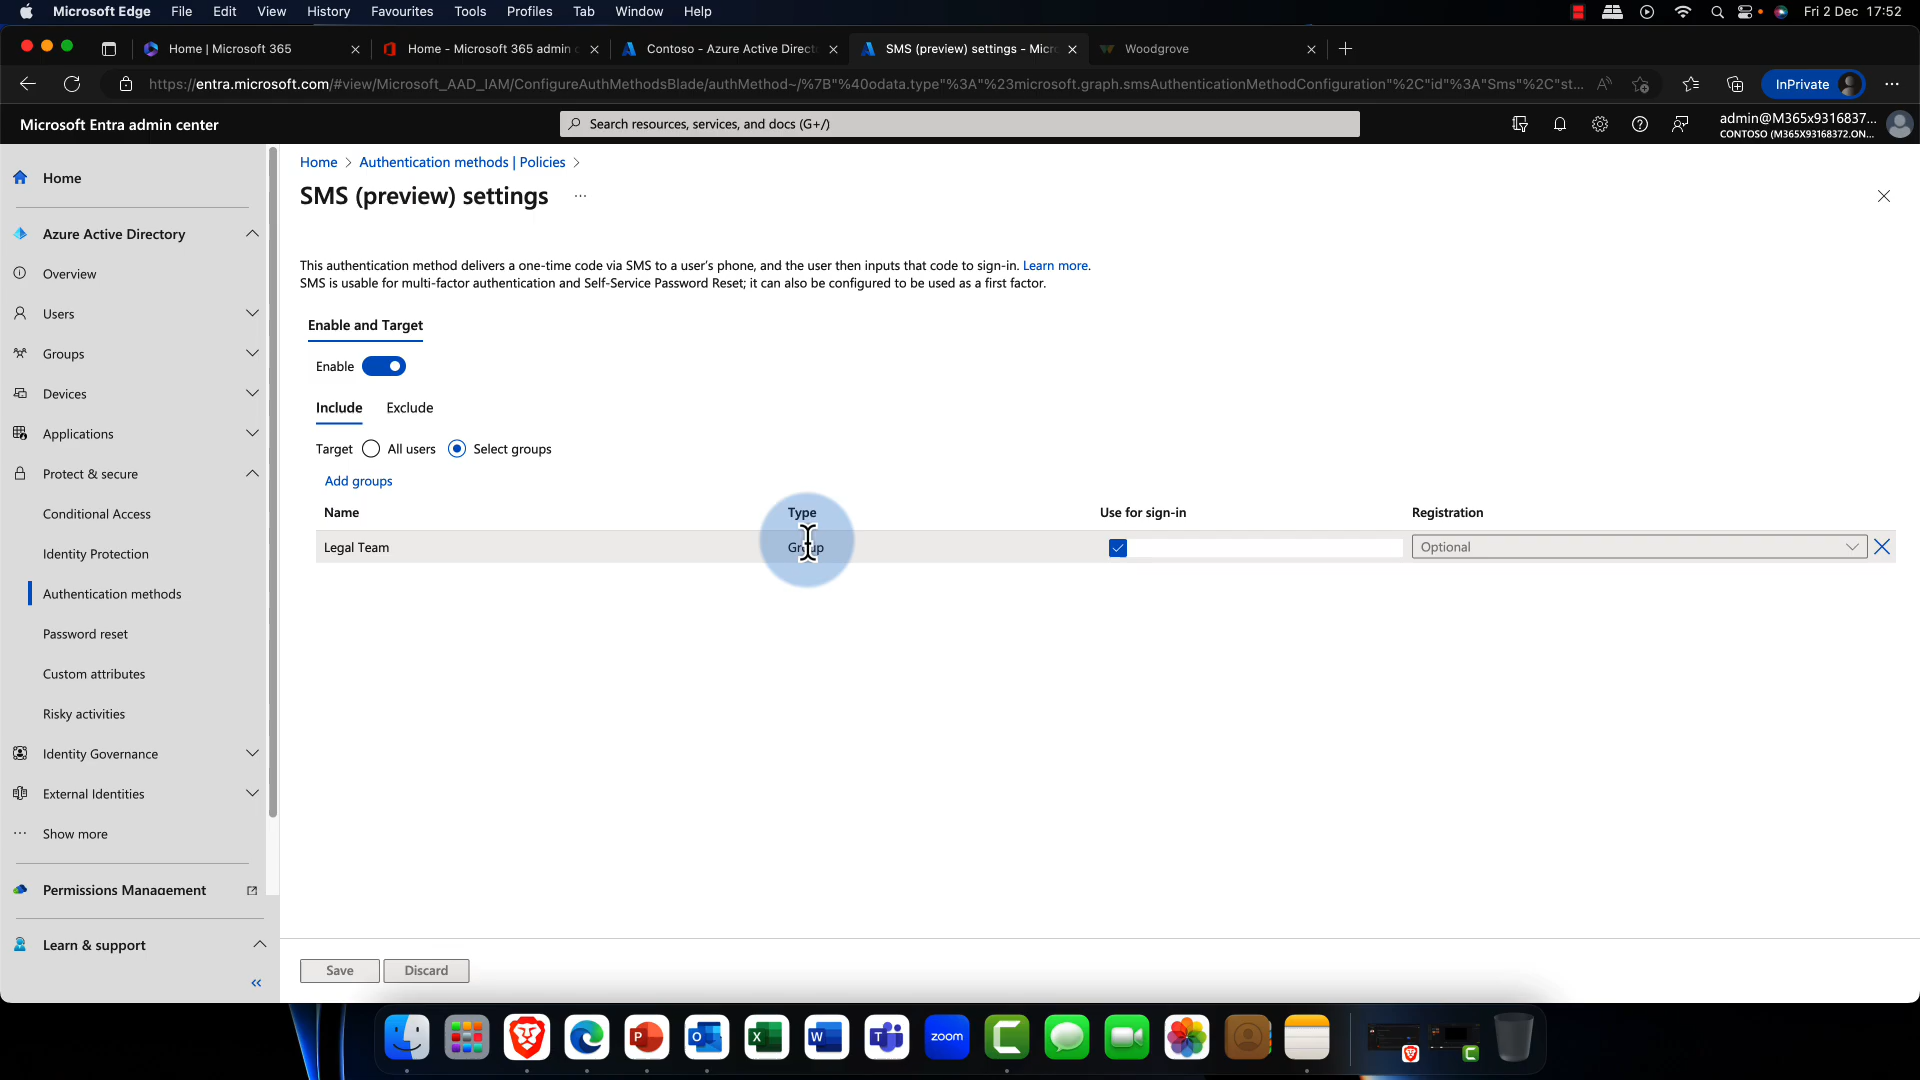 Microsoft Edge File Edit View History Favourites Tools Profiles Tab Window Help Fri 2 Dec 17:52
Home | Microsoft 365
Home - Microsoft 365 admin c
Contoso - Azure Active Direct
SMS (preview) settings - Micr
Woodgrove
https://entra.microsoft.com/#view/Microsoft_AAD_IAM/ConfigureAuthMethodsBlade/authMethod~/%7B"%40odata.type"%3A"%23microsoft.graph.smsAuthenticationMethodConfiguration"%2C"id"%3A"Sms"%2C"st...
InPrivate
Microsoft Entra admin center
Search resources, services, and docs (G+/)
admin@M365x9316837...
CONTOSO (M365X93168372.ON...
Home
Azure Active Directory
Overview
Users
Groups
Devices
Applications
Protect & secure
Conditional Access
Identity Protection
Authentication methods
Password reset
Custom attributes
Risky activities
Identity Governance
External Identities
Show more
Permissions Management
Learn & support
Home > Authentication methods | Policies >
SMS (preview) settings
This authentication method delivers a one-time code via SMS to a user's phone, and the user then inputs that code to sign-in. Learn more.
SMS is usable for multi-factor authentication and Self-Service Password Reset; it can also be configured to be used as a first factor.
Enable and Target
Enable
Include Exclude
Target All users Select groups
Add groups
Name Type Use for sign-in Registration
Legal Team Group Optional
Save Discard
zoom